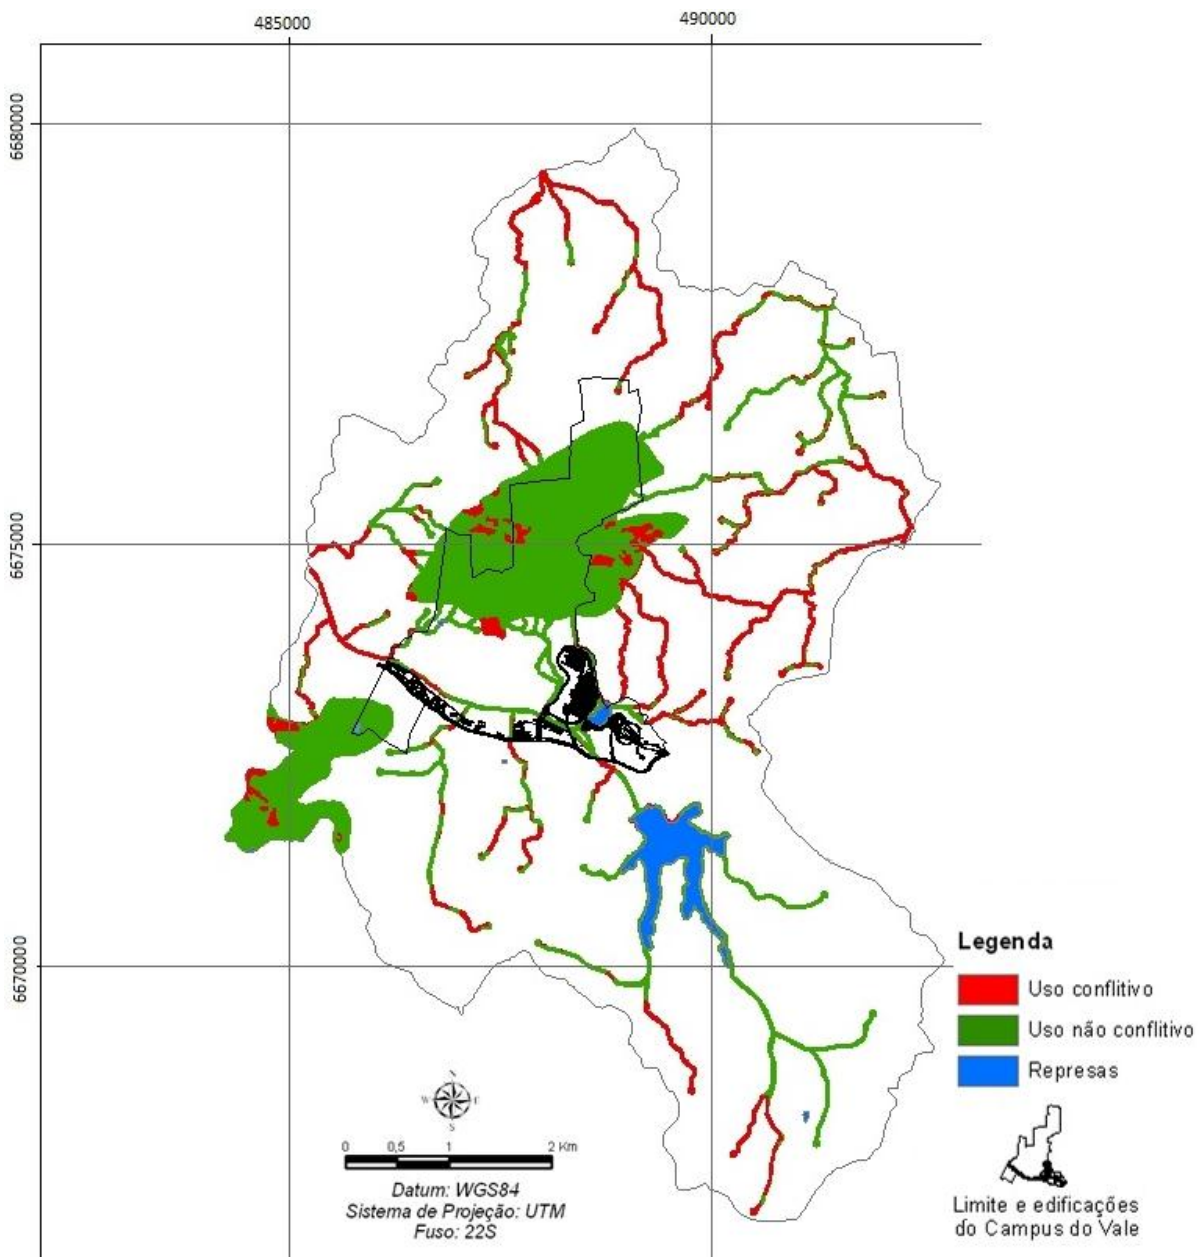 485000
490000
6680000
6675000
6670000
Legenda
Uso conflitivo
Uso não conflitivo
Represas
Limite e edificações
do Campus do Vale
N
W
E
S
0 0,5 1 2 Km
Datum: WGS84
Sistema de Projeção: UTM
Fuso: 22S